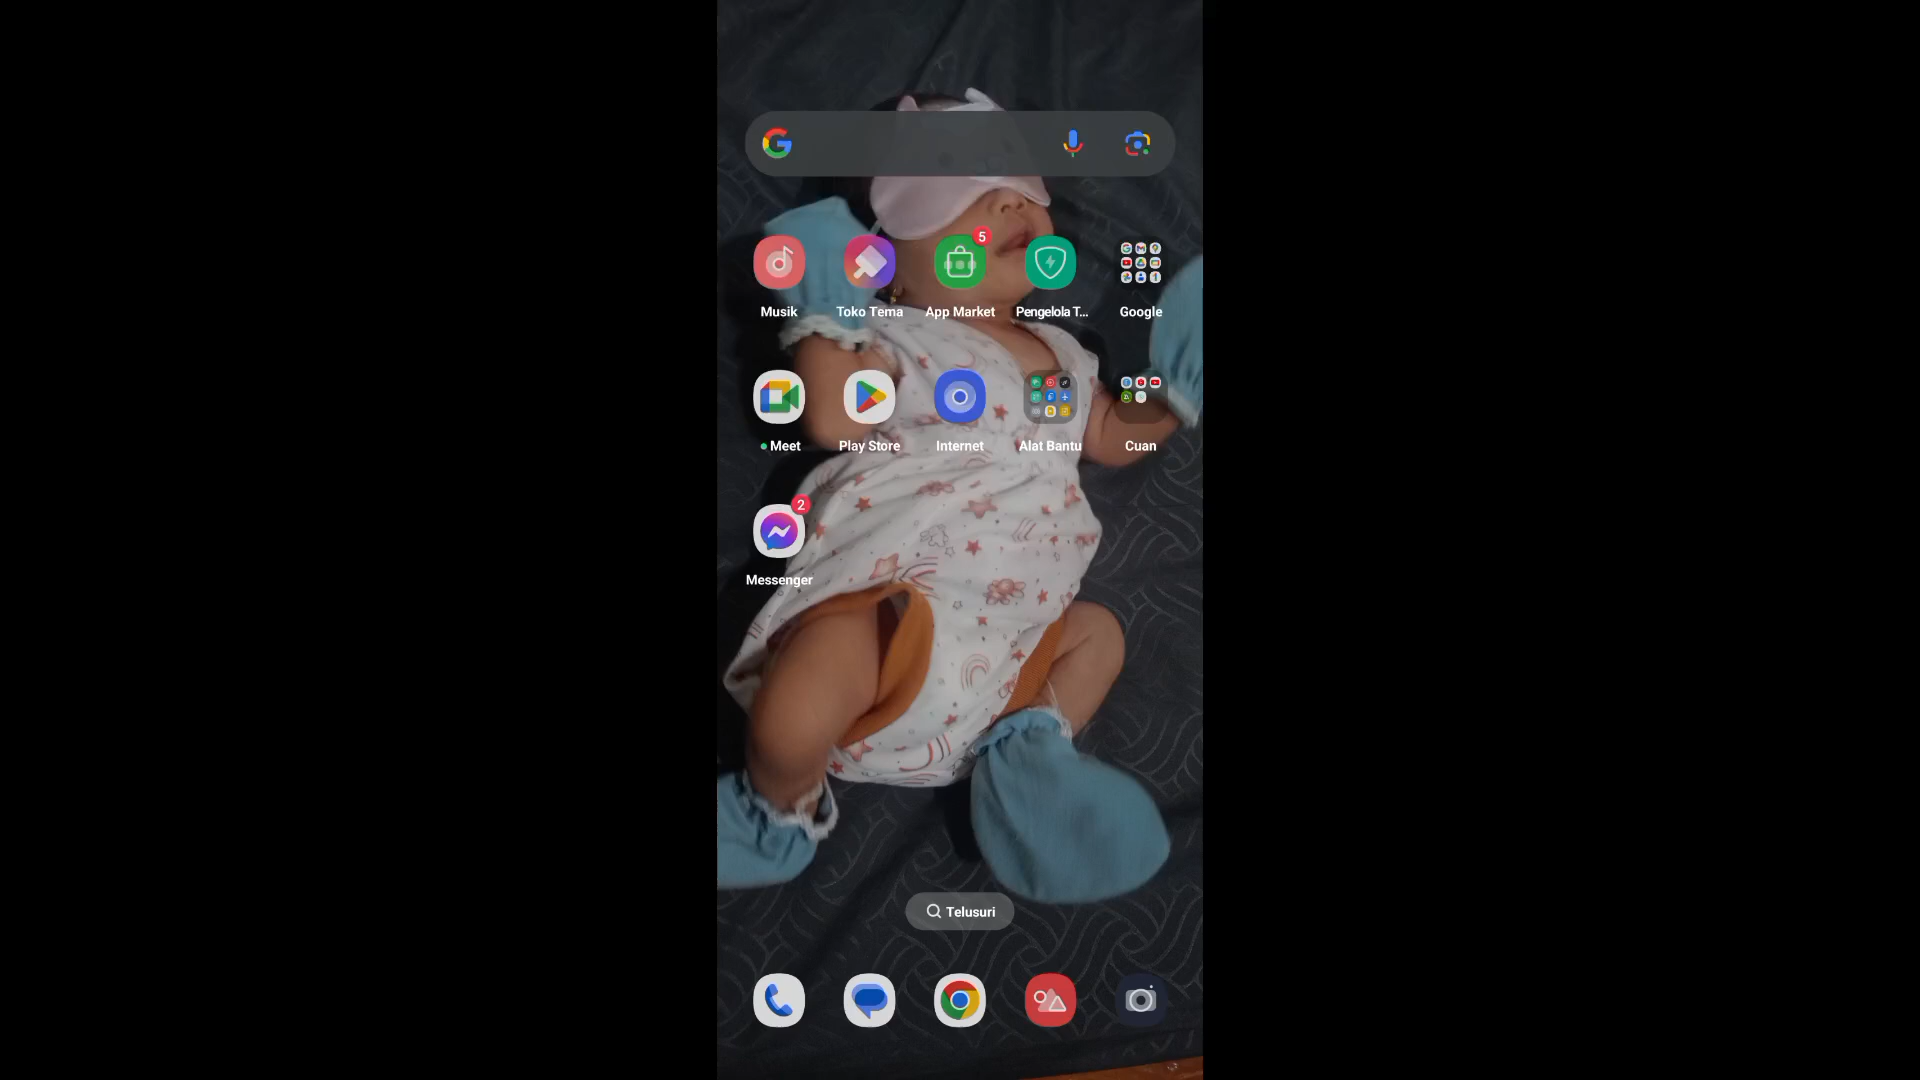 5
Musik
Toko Tema
App Market
Pengelola T...
Google
Meet
Play Store
Internet
Alat Bantu
Cuan
2
Messenger
Telusuri